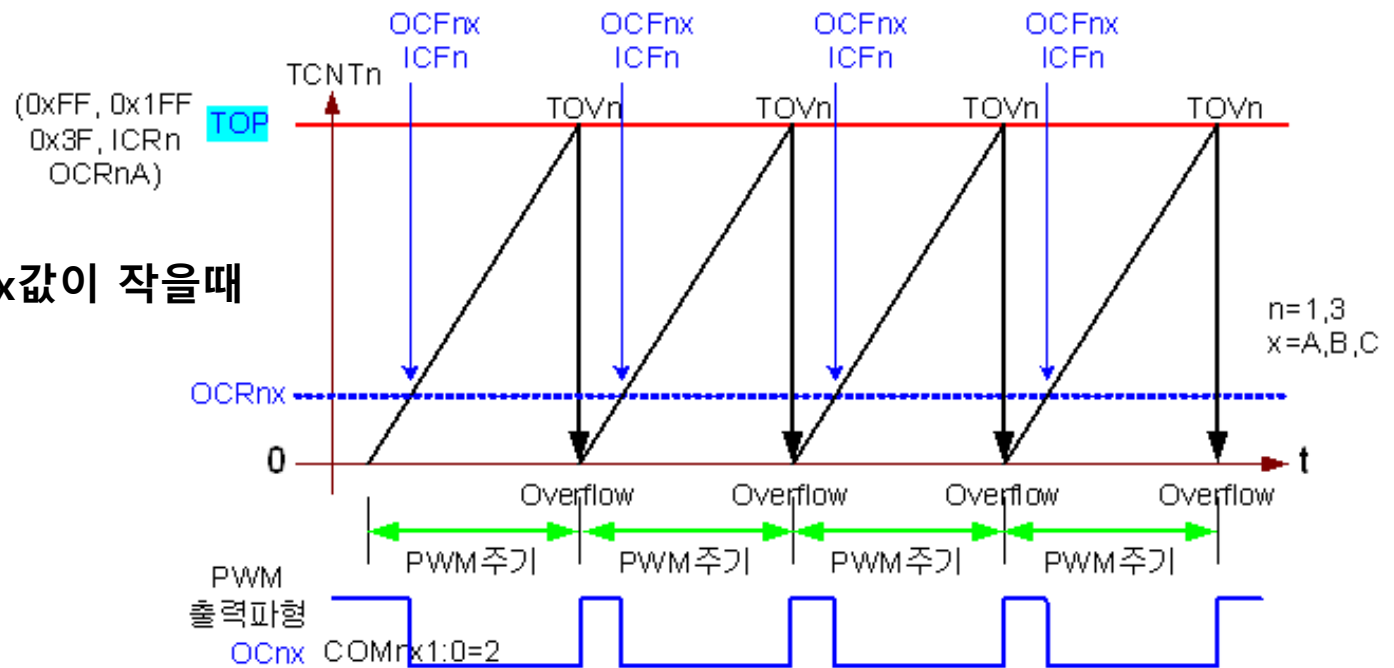 OCFnx OCFnx OCFnx OCFnx
ICFn ICFn ICFn ICFn
TCNTn
(0xFF, 0x1FF
0x3F, ICRn
OCRnA)
TOP
TOVn TOVn TOVn TOVn
x값이 작을때
n=1,3
x=A,B,C
OCRnx
0
t
Overflow Overflow Overflow Overflow
PWM주기 PWM주기 PWM주기 PWM주기
PWM
출력파형
OCnx COMnx1:0=2